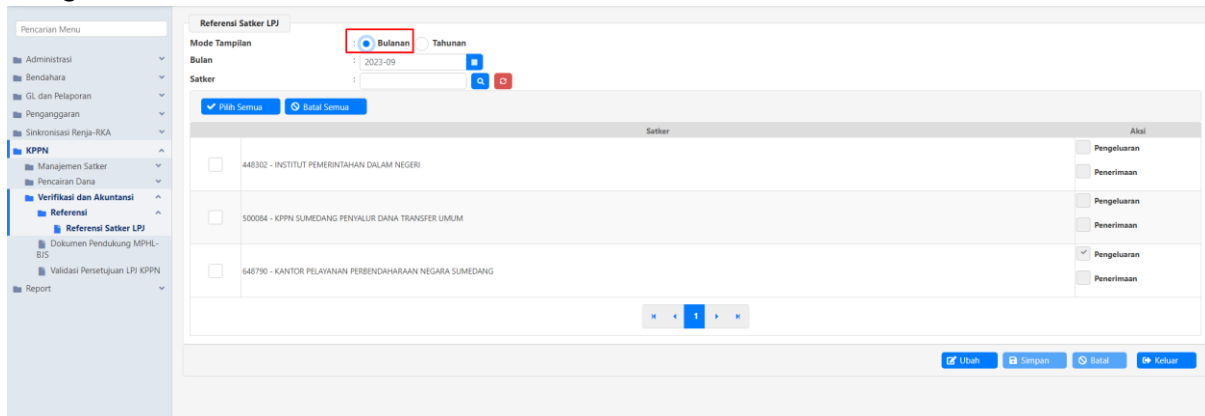 Pencarian Menu
Administrasi
Bendahara
GL dan Pelaporan
Penganggaran
Sinkronisasi Renja-RKA
KPPN
Manajemen Satker
Pencairan Dana
Verifikasi dan Akuntansi
Referensi
Referensi Satker LPJ
Dokumen Pendukung MPHL-
BJS
Validasi Persetujuan LPJ KPPN
Report
Referensi Satker LPJ
Mode Tampilan : Bulanan Tahunan
Bulan : 2023-09
Satker :
Pilih Semua Batal Semua
Satker Aksi
448302 - INSTITUT PEMERINTAHAN DALAM NEGERI
Pengeluaran
Penerimaan
500084 - KPPN SUMEDANG PENYALUR DANA TRANSFER UMUM
Pengeluaran
Penerimaan
648790 - KANTOR PELAYANAN PERBENDAHARAAN NEGARA SUMEDANG
Pengeluaran
Penerimaan
1
Ubah Simpan Batal Keluar